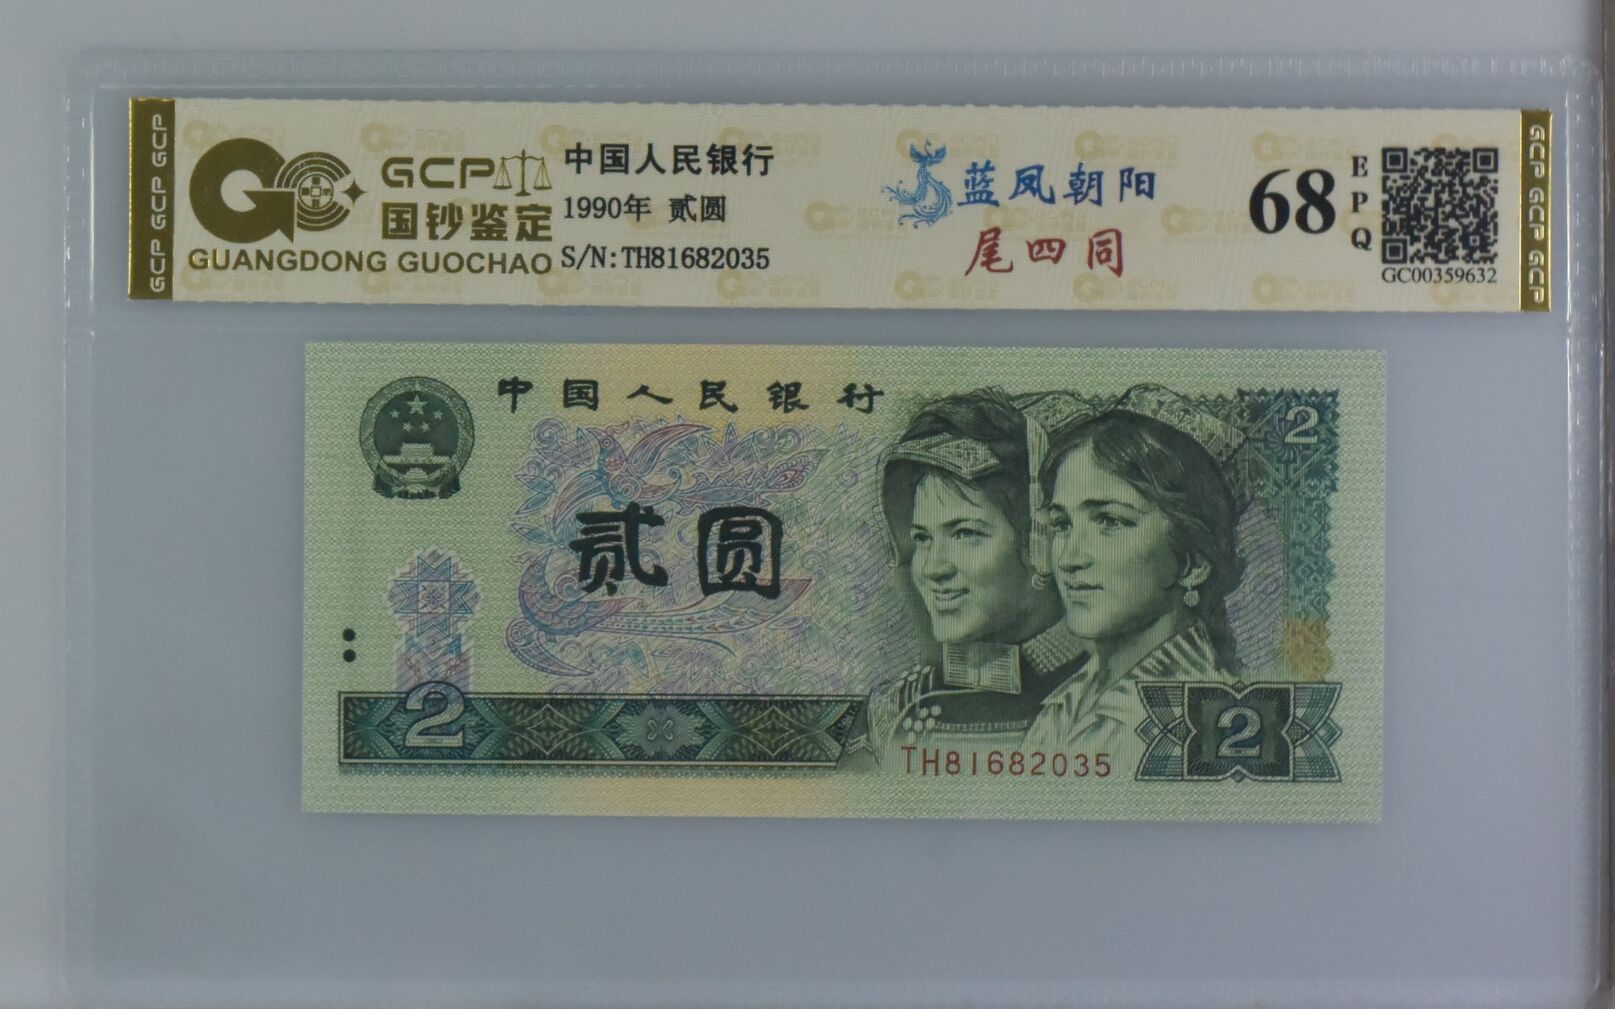 GCP GCP GCP
GCP
国钞鉴定
GUANGDONG GUOCHAO
中国人民银行
1990年 贰圆
S/N:TH81682035
蓝凤朝阳
尾四同
68
EPQ
GC00359632
GCP GCP GCP
中国人民银行
2
贰圆
2
TH81682035
2